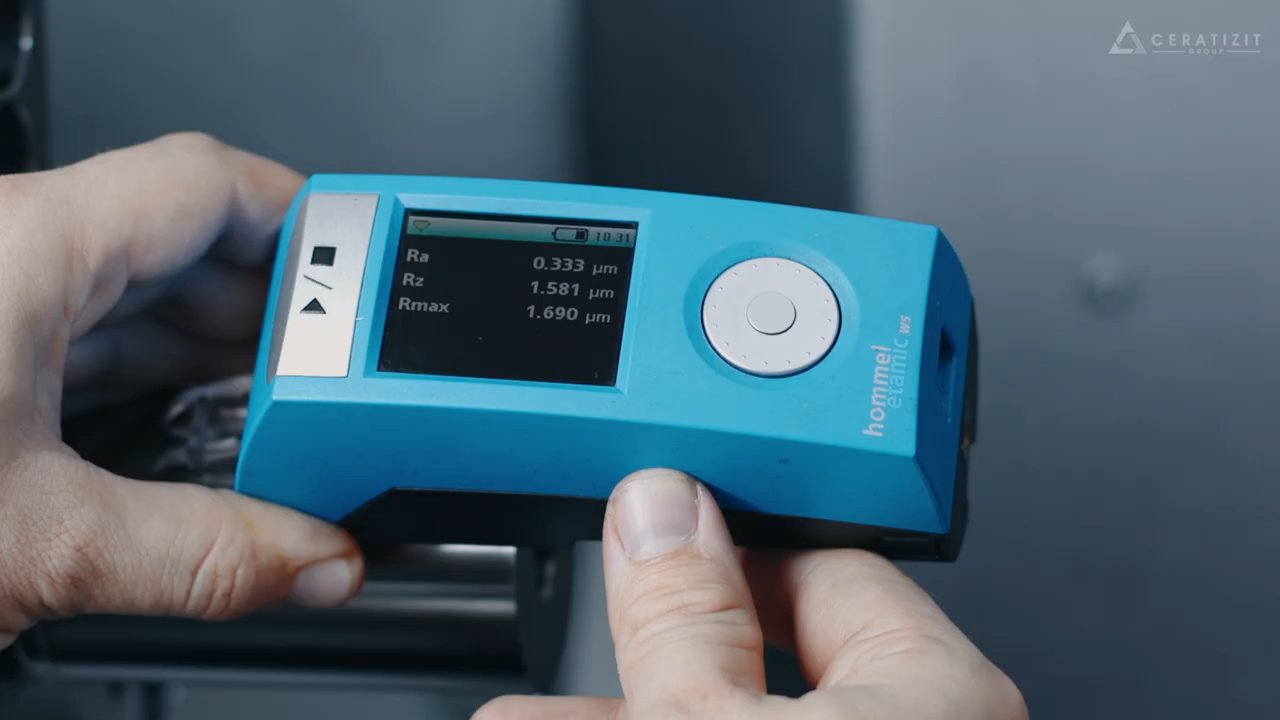 CERATIZIT
GROUP
10 31
Ra 0.333 µm
Rz 1.581 µm
Rmax 1.690 µm
hommel
etamic W5